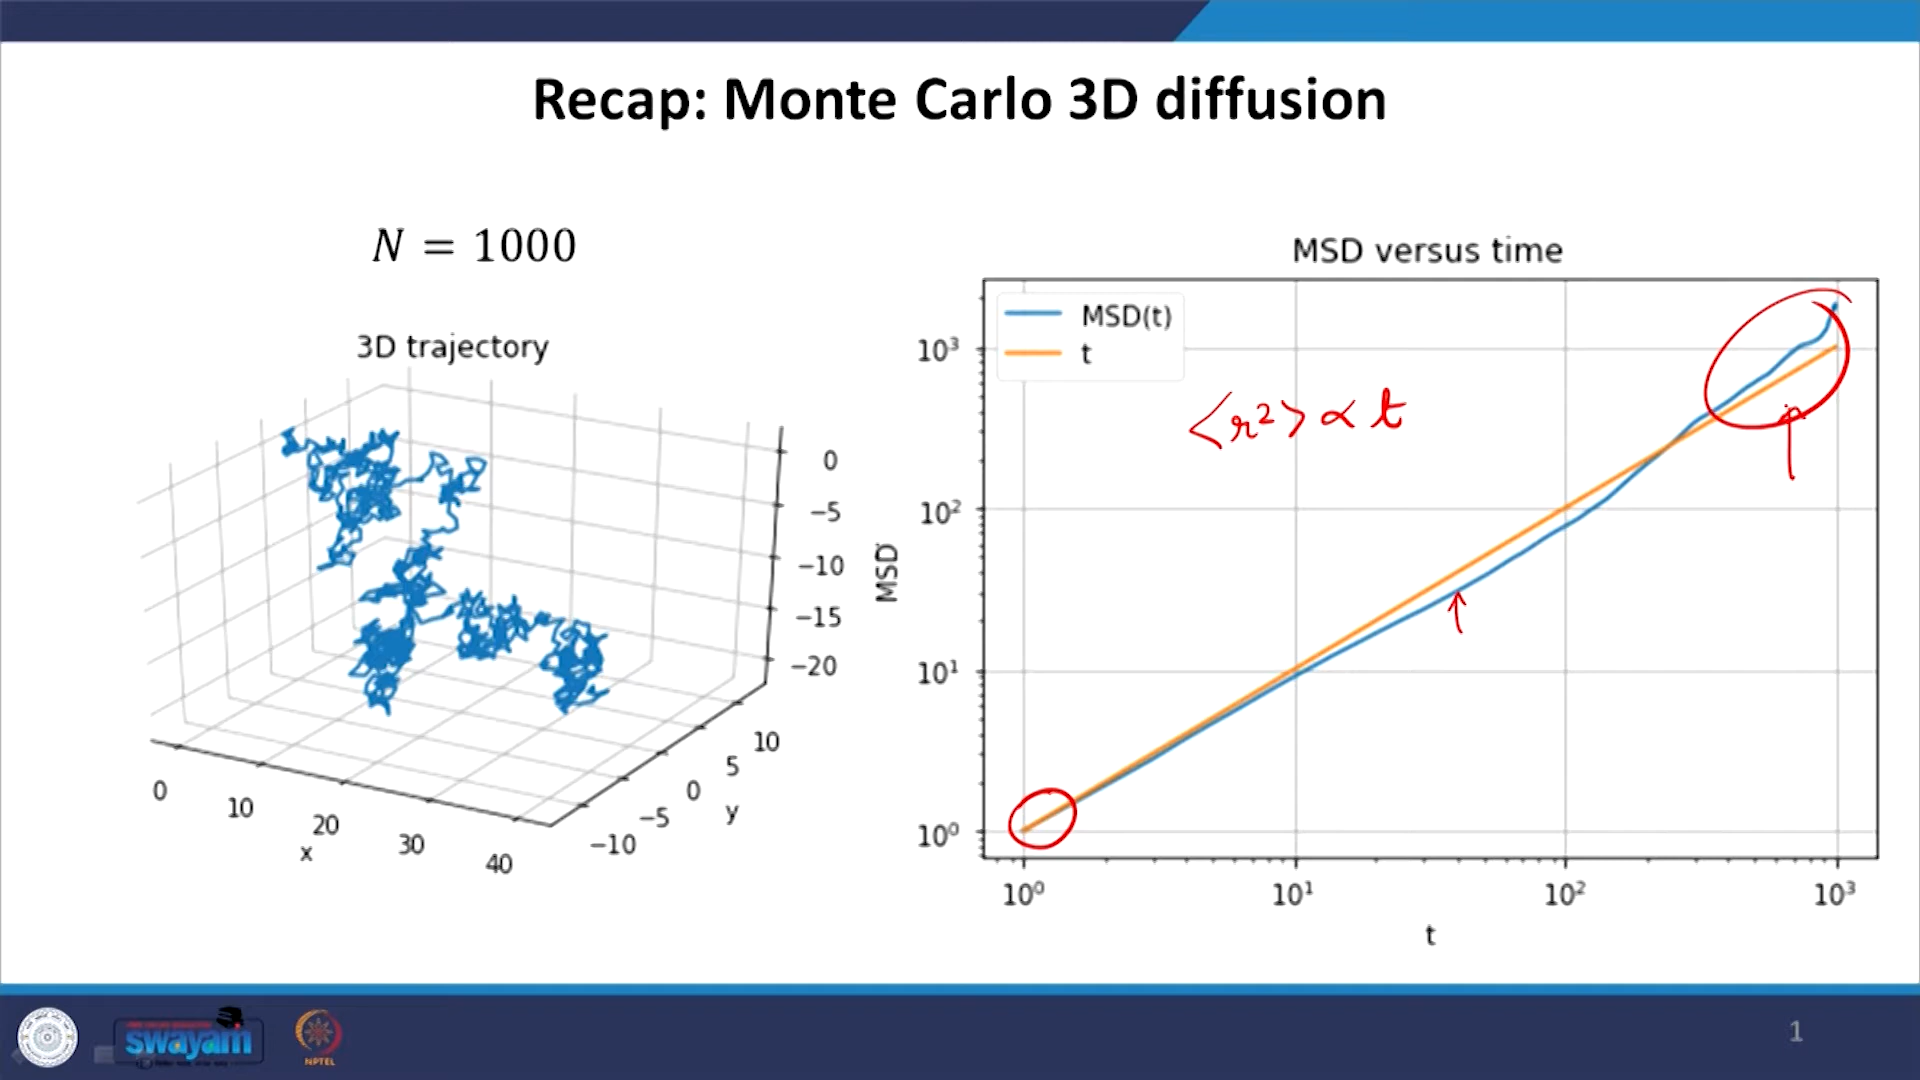 Recap: Monte Carlo 3D diffusion
N = 1000
3D trajectory
0
−5
−10
−15
−20
10
5
0
−5
−10
y
0
10
20
30
40
x
MSD versus time
MSD(t)
t
<r²> ∝ t
MSD
10³
10²
10¹
10⁰
10⁰
10¹
10²
10³
t
swayam
NPTEL
1